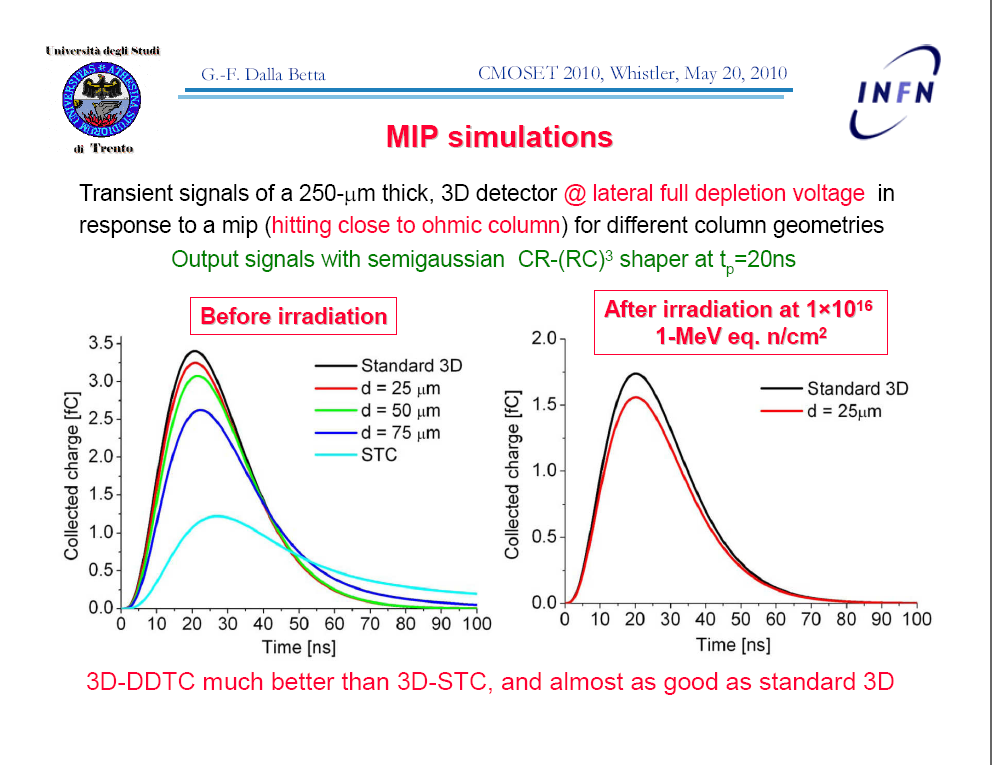 Università degli Studi
di Trento
G.-F. Dalla Betta
CMOSET 2010, Whistler, May 20, 2010
INFN
MIP simulations
Transient signals of a 250-μm thick, 3D detector @ lateral full depletion voltage in
response to a mip (hitting close to ohmic column) for different column geometries
Output signals with semigaussian CR-(RC)³ shaper at tp=20ns
Before irradiation
3.5
3.0
2.5
2.0
1.5
1.0
0.5
0.0
Collected charge [fC]
Standard 3D
d = 25 μm
d = 50 μm
d = 75 μm
STC
0 10 20 30 40 50 60 70 80 90 100
Time [ns]
After irradiation at 1×10¹⁶
1-MeV eq. n/cm²
2.0
1.5
1.0
0.5
0.0
Collected charge [fC]
Standard 3D
d = 25μm
0 10 20 30 40 50 60 70 80 90 100
Time [ns]
3D-DDTC much better than 3D-STC, and almost as good as standard 3D